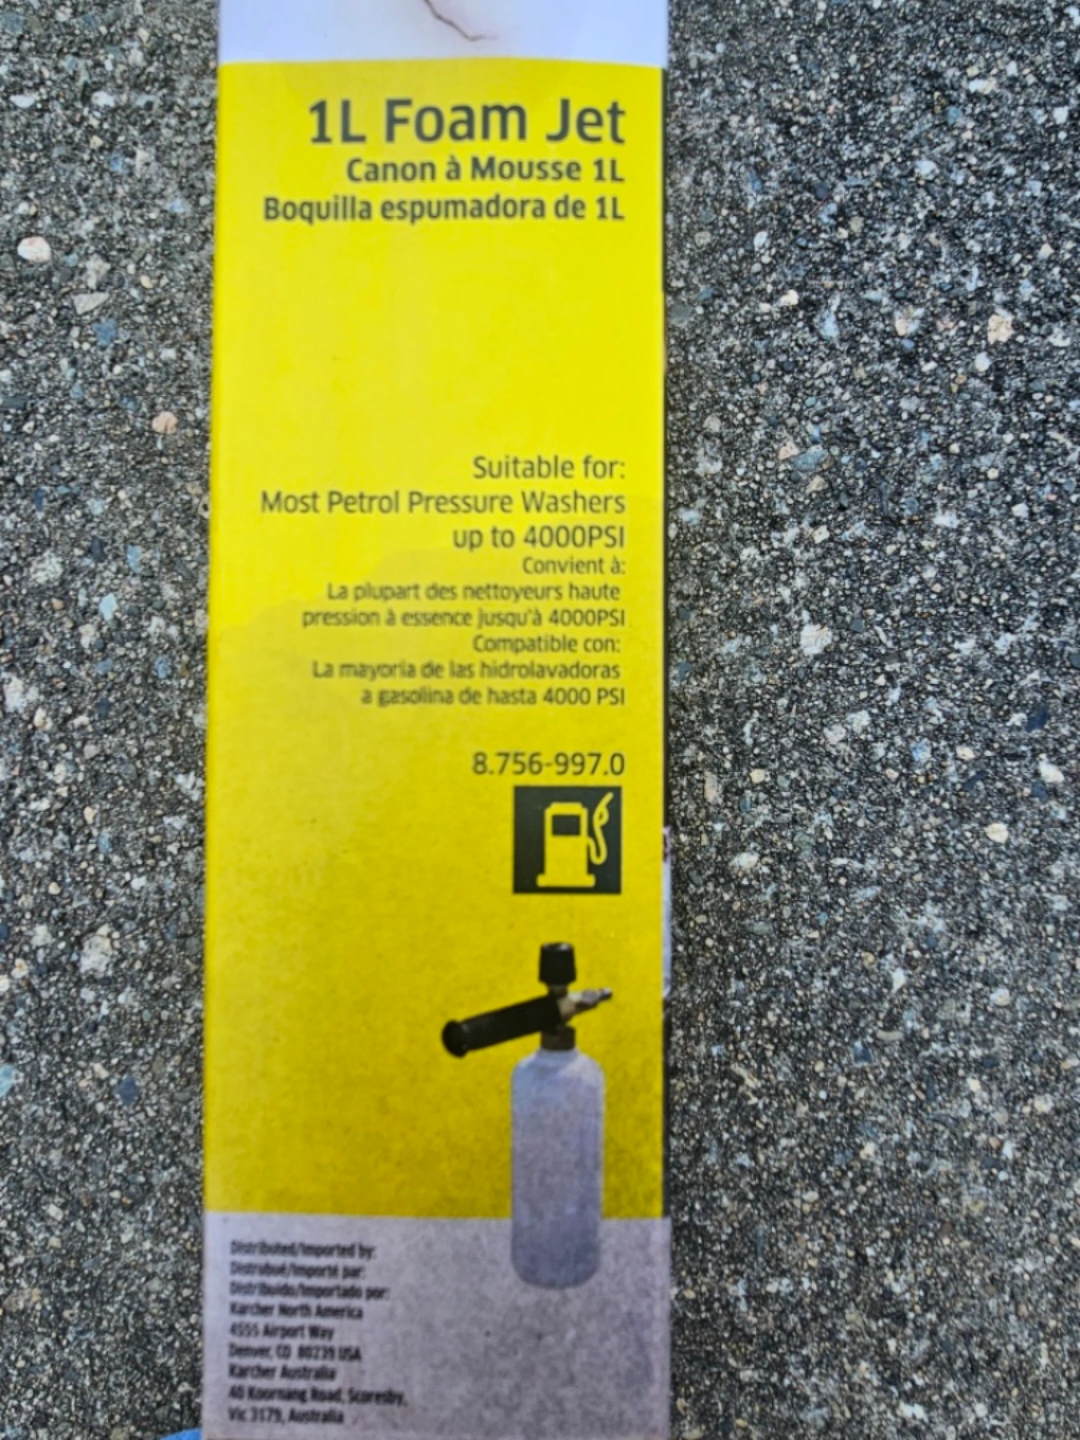 1L Foam Jet
Canon à Mousse 1L
Boquilla espumadora de 1L
Suitable for:
Most Petrol Pressure Washers
up to 4000PSI
Convient à:
La plupart des nettoyeurs haute
pression à essence jusqu'à 4000PSI
Compatible con:
La mayoria de las hidrolavadoras
a gasolina de hasta 4000 PSI
8.756-997.0
Distributed/Imported by:
Distrubué/Importé par:
Distribuido/Importado por:
Karcher North America
4555 Airport Way
Denver, CO 80239 USA
Karcher Australia
40 Koornang Road, Scoresby,
Vic 3179, Australia